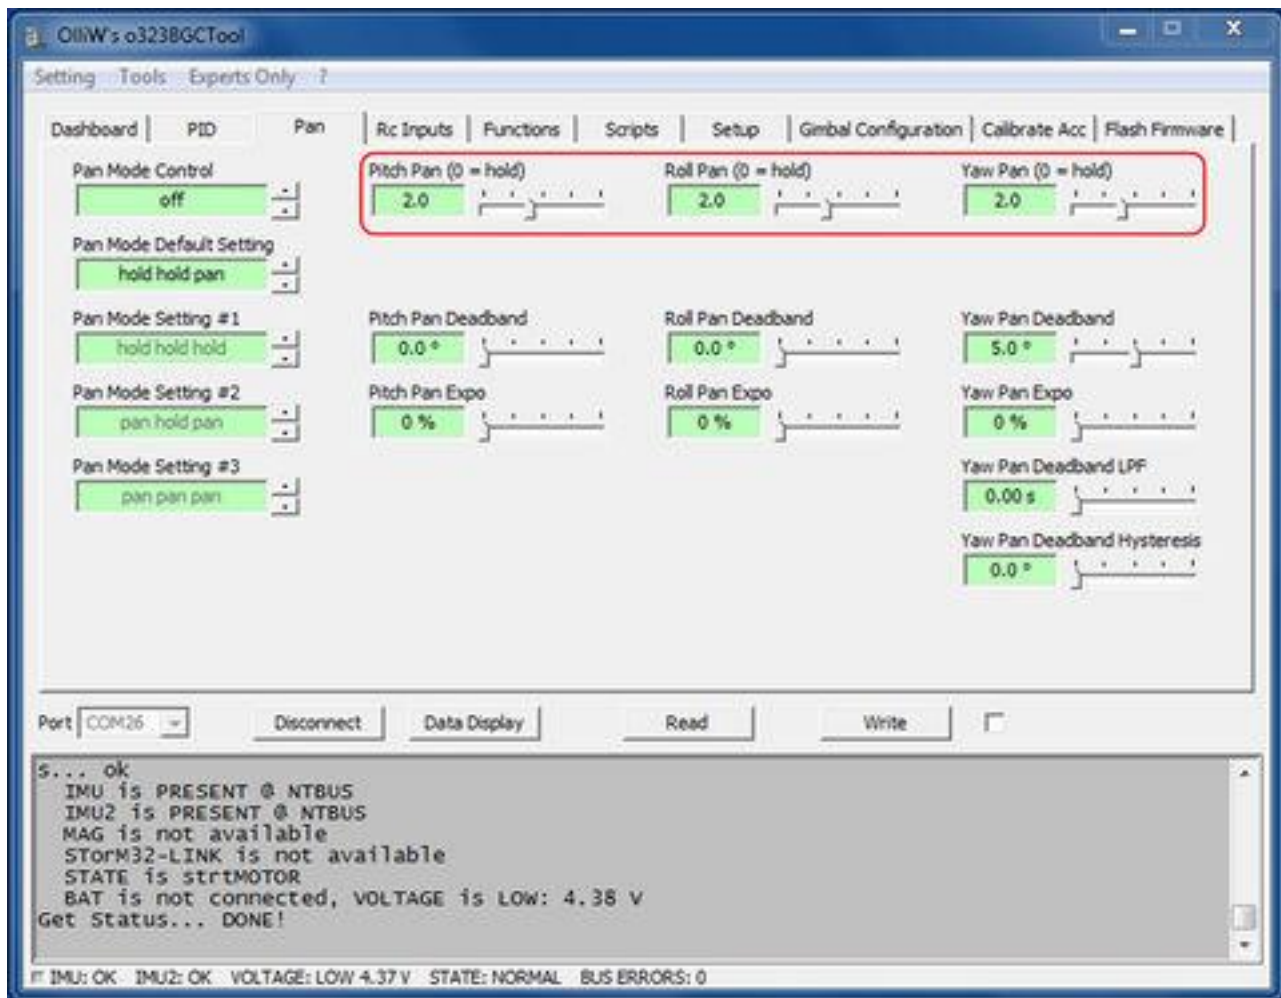 OlliW's o323BGCTool
Setting Tools Experts Only ?
Dashboard PID Pan Rc Inputs Functions Scripts Setup Gimbal Configuration Calibrate Acc Flash Firmware
Pan Mode Control Pitch Pan (0 = hold) Roll Pan (0 = hold) Yaw Pan (0 = hold)
off 2.0 2.0 2.0
Pan Mode Default Setting
hold hold pan
Pan Mode Setting #1 Pitch Pan Deadband Roll Pan Deadband Yaw Pan Deadband
hold hold hold 0.0 ° 0.0 ° 5.0 °
Pan Mode Setting #2 Pitch Pan Expo Roll Pan Expo Yaw Pan Expo
pan hold pan 0 % 0 % 0 %
Pan Mode Setting #3 Yaw Pan Deadband LPF
pan pan pan 0.00 s
Yaw Pan Deadband Hysteresis
0.0 °
Port COM26 Disconnect Data Display Read Write
s... ok
IMU is PRESENT @ NTBUS
IMU2 is PRESENT @ NTBUS
MAG is not available
STorM32-LINK is not available
STATE is strtMOTOR
BAT is not connected, VOLTAGE is LOW: 4.38 V
Get Status... DONE!
IMU: OK IMU2: OK VOLTAGE: LOW 4.37 V STATE: NORMAL BUS ERRORS: 0